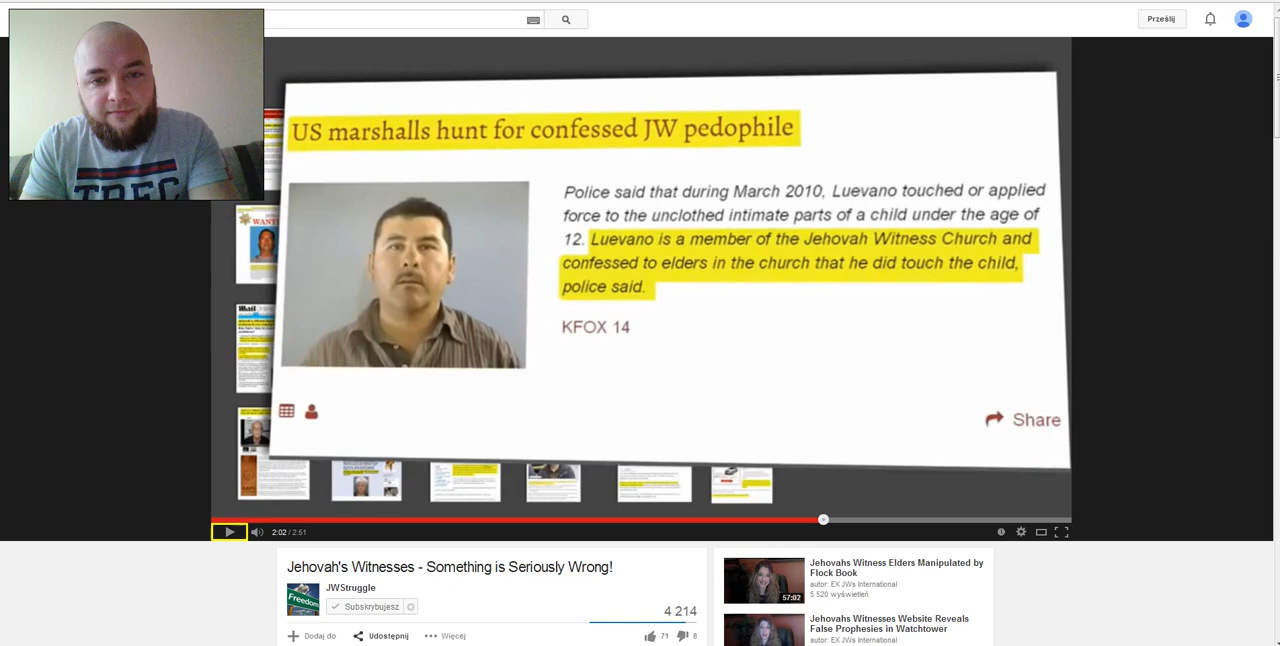 Prześlij
TRFC
US marshalls hunt for confessed JW pedophile
Police said that during March 2010, Luevano touched or applied
force to the unclothed intimate parts of a child under the age of
12. Luevano is a member of the Jehovah Witness Church and
confessed to elders in the church that he did touch the child,
police said.
KFOX 14
Share
WANT
Mail
2:02 / 2:51
Jehovah's Witnesses - Something is Seriously Wrong!
Freedom
JWStruggle
Subskrybujesz
4 214
Dodaj do
Udostępnij
Więcej
71
8
57:02
Jehovahs Witness Elders Manipulated by
Flock Book
autor: EX JWs International
5 520 wyświetleń
Jehovahs Witnesses Website Reveals
False Prophesies in Watchtower
autor: EX JWs International